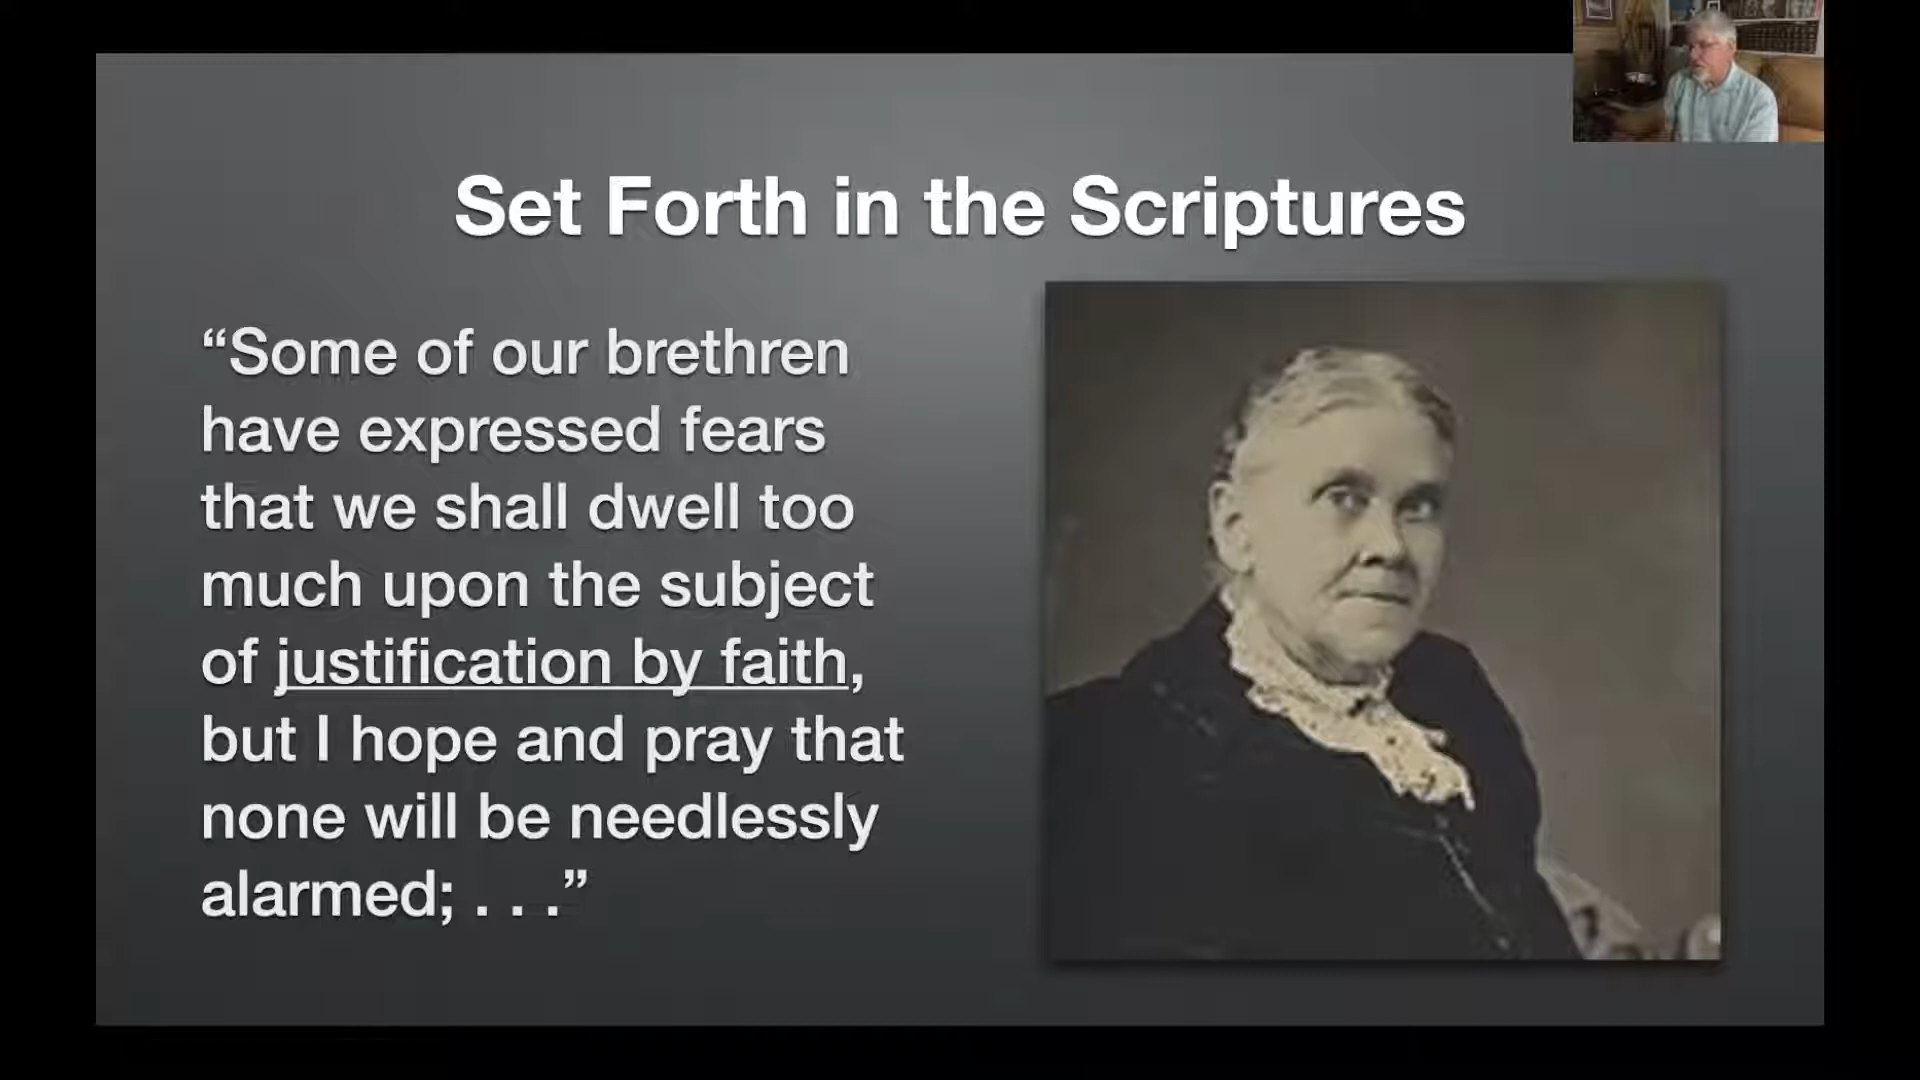 Set Forth in the Scriptures
“Some of our brethren
have expressed fears
that we shall dwell too
much upon the subject
of justification by faith,
but I hope and pray that
none will be needlessly
alarmed; . . .”